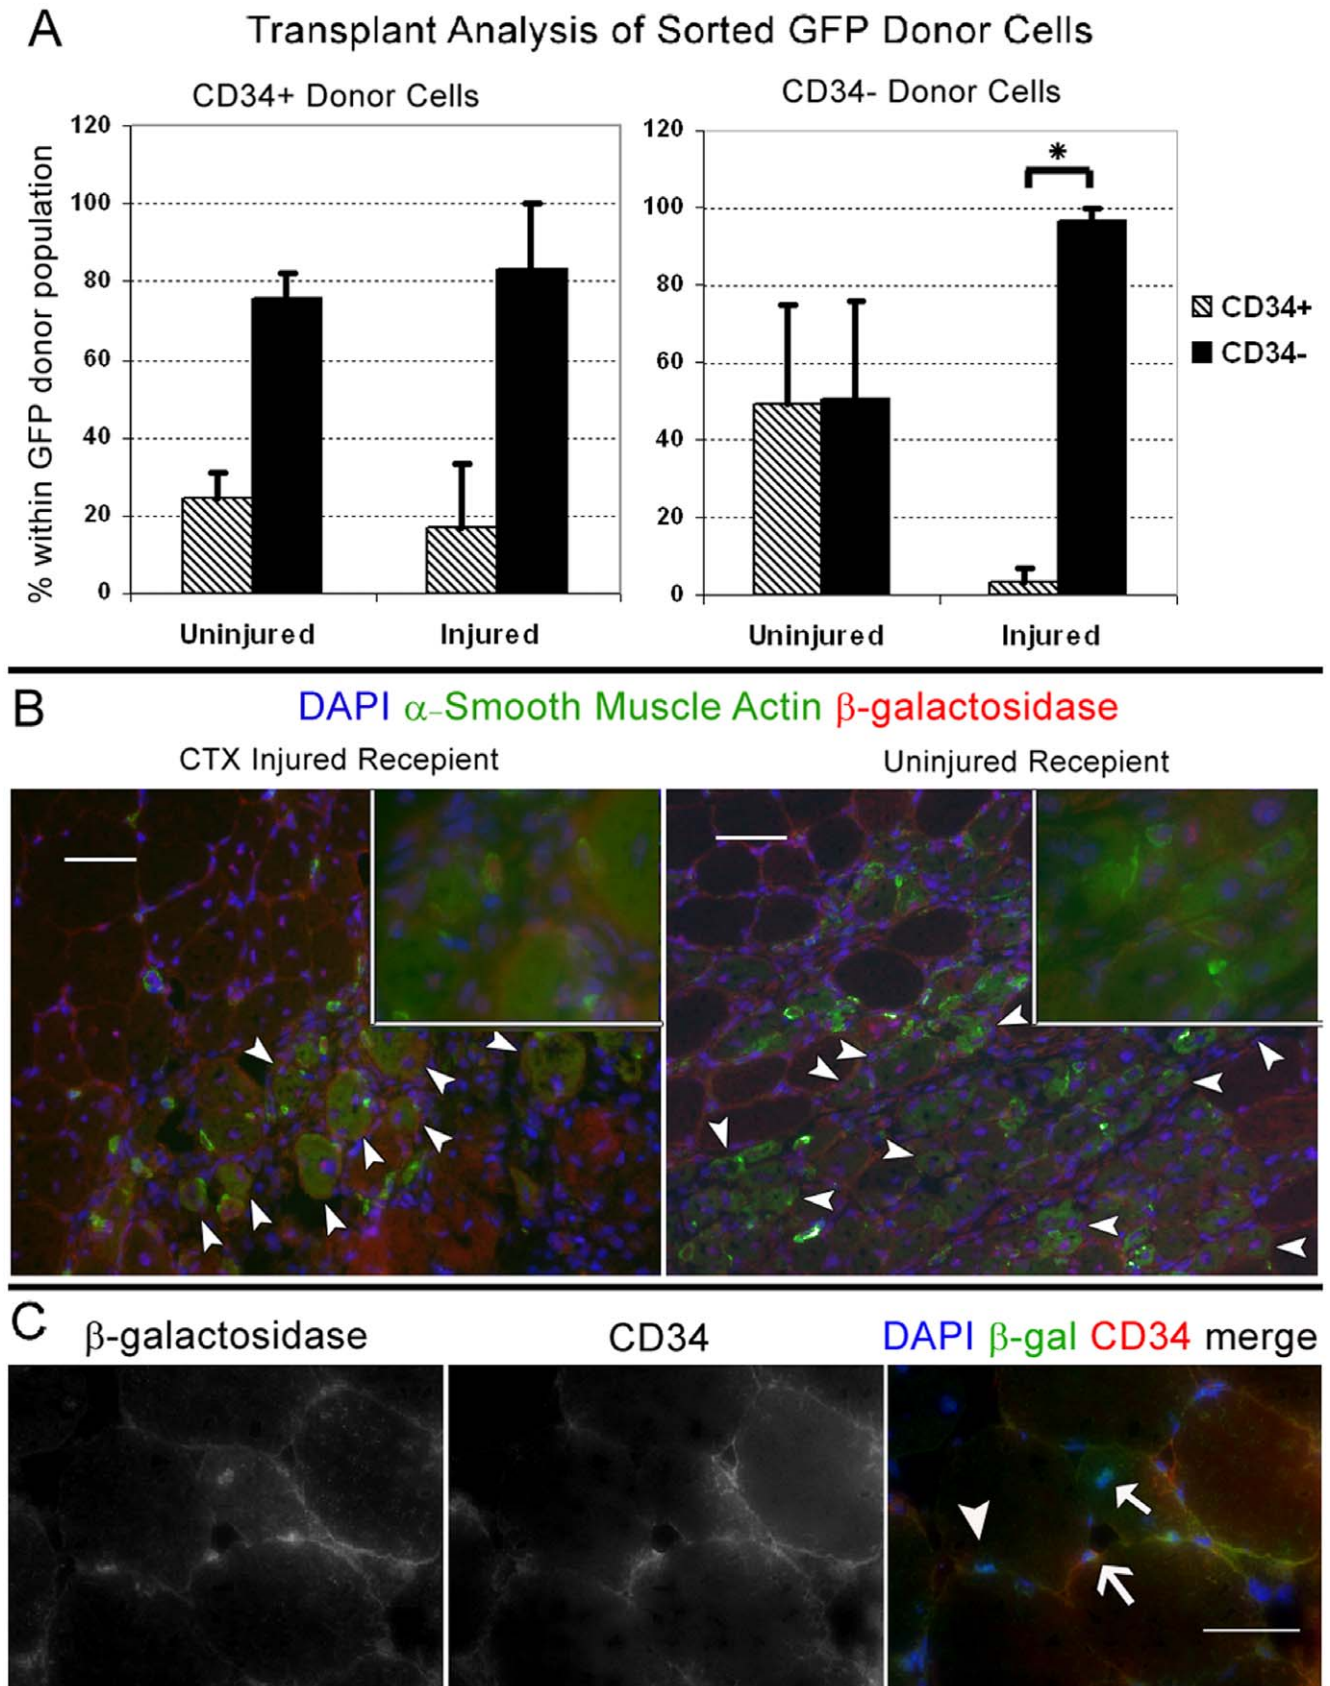 A
Transplant Analysis of Sorted GFP Donor Cells
CD34+ Donor Cells
% within GFP donor population
120
100
80
60
40
20
0
Uninjured Injured
CD34- Donor Cells
120
100
80
60
40
20
0
*
Uninjured Injured
CD34+
CD34-
B
DAPI α-Smooth Muscle Actin β-galactosidase
CTX Injured Recepient
Uninjured Recepient
C
β-galactosidase
CD34
DAPI β-gal CD34 merge